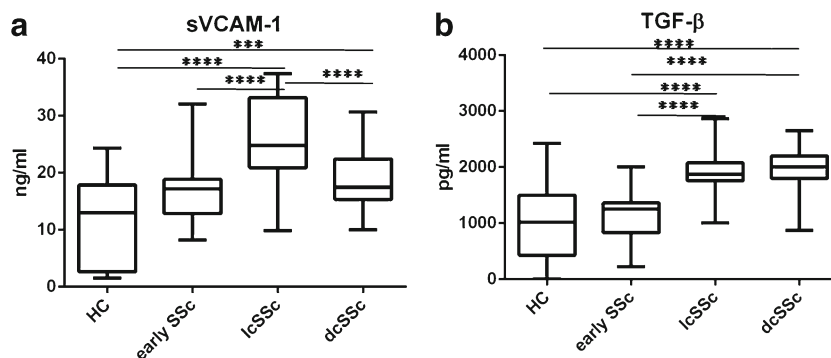 a
sVCAM-1
***
****
**** ****
ng/ml
40
30
20
10
0
HC
early SSc
lcSSc
dcSSc
b
TGF-β
****
****
****
****
pg/ml
4000
3000
2000
1000
0
HC
early SSc
lcSSc
dcSSc